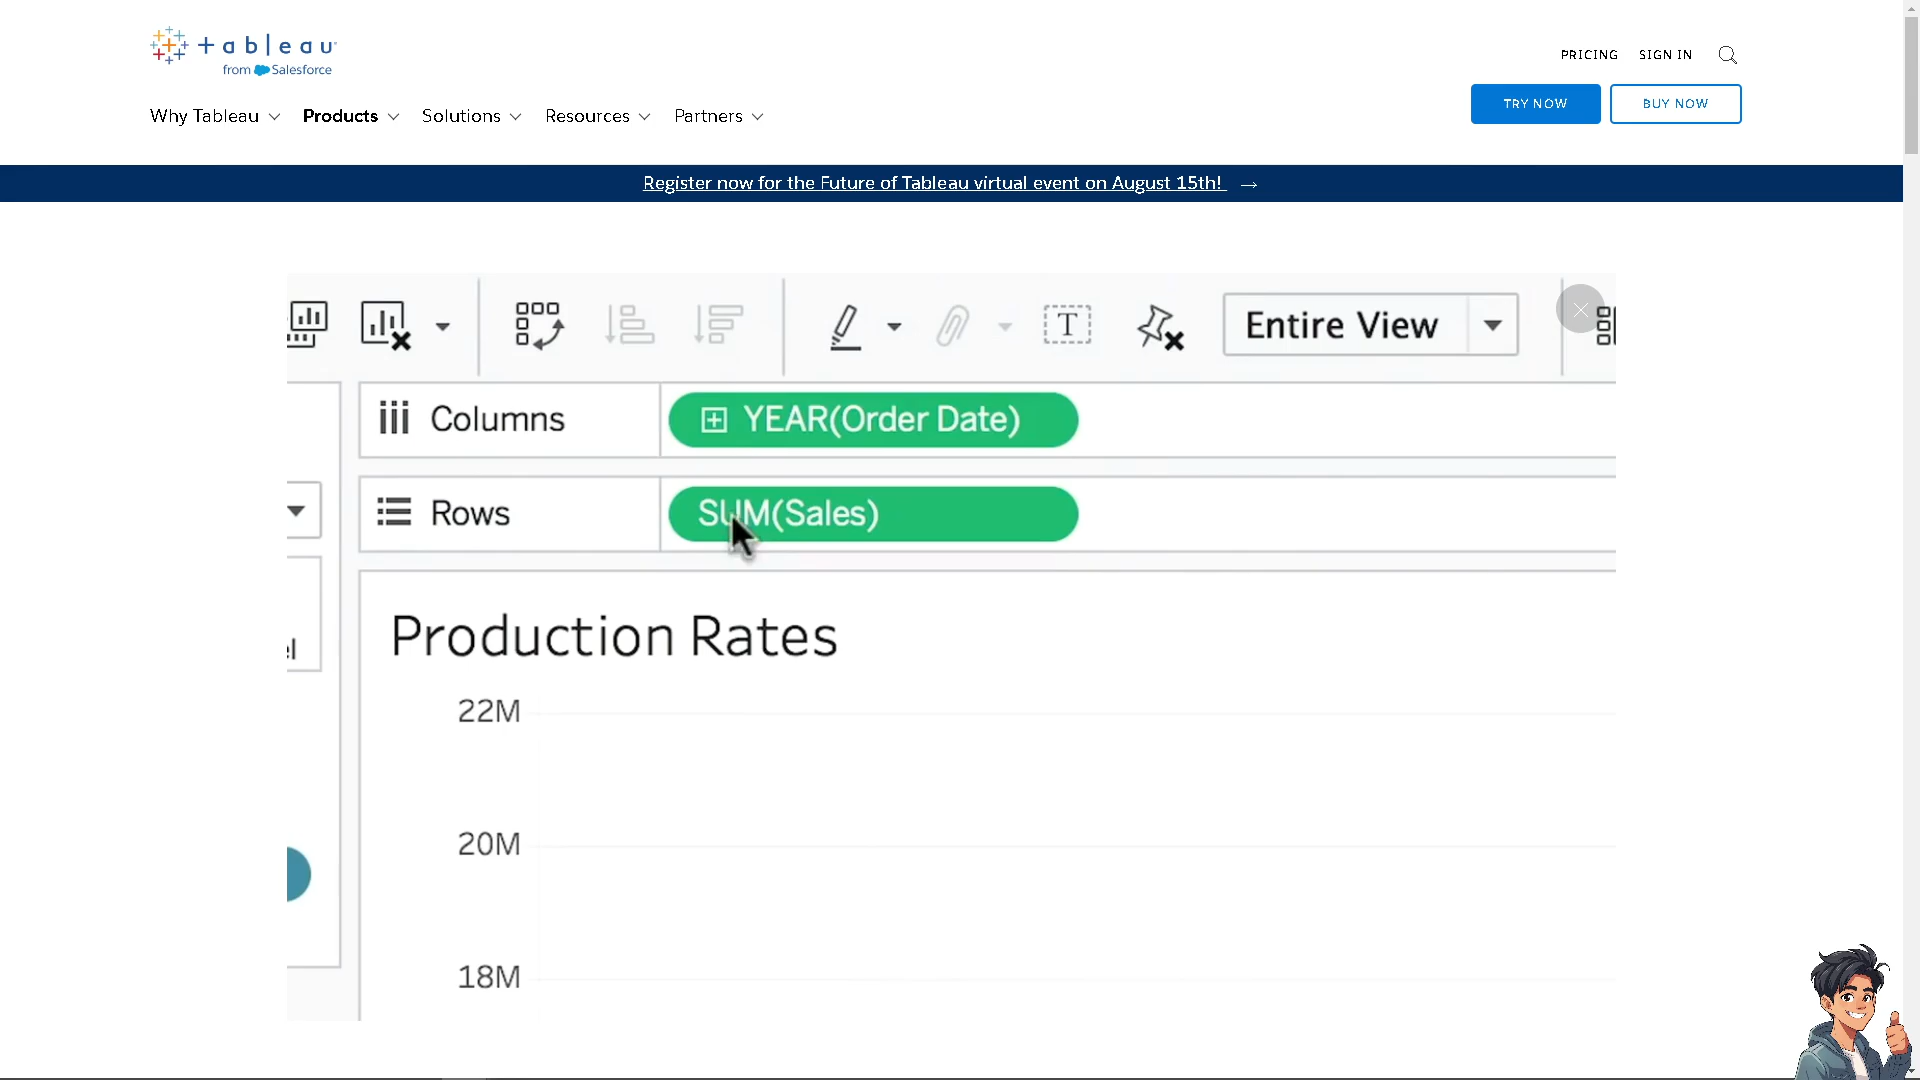 + a b | e a u
from Salesforce
PRICING SIGN IN
Why Tableau Products Solutions Resources Partners
TRY NOW BUY NOW
Register now for the Future of Tableau virtual event on August 15th! →
T Entire View
Columns YEAR(Order Date)
Rows SUM(Sales)
Production Rates
22M
20M
18M